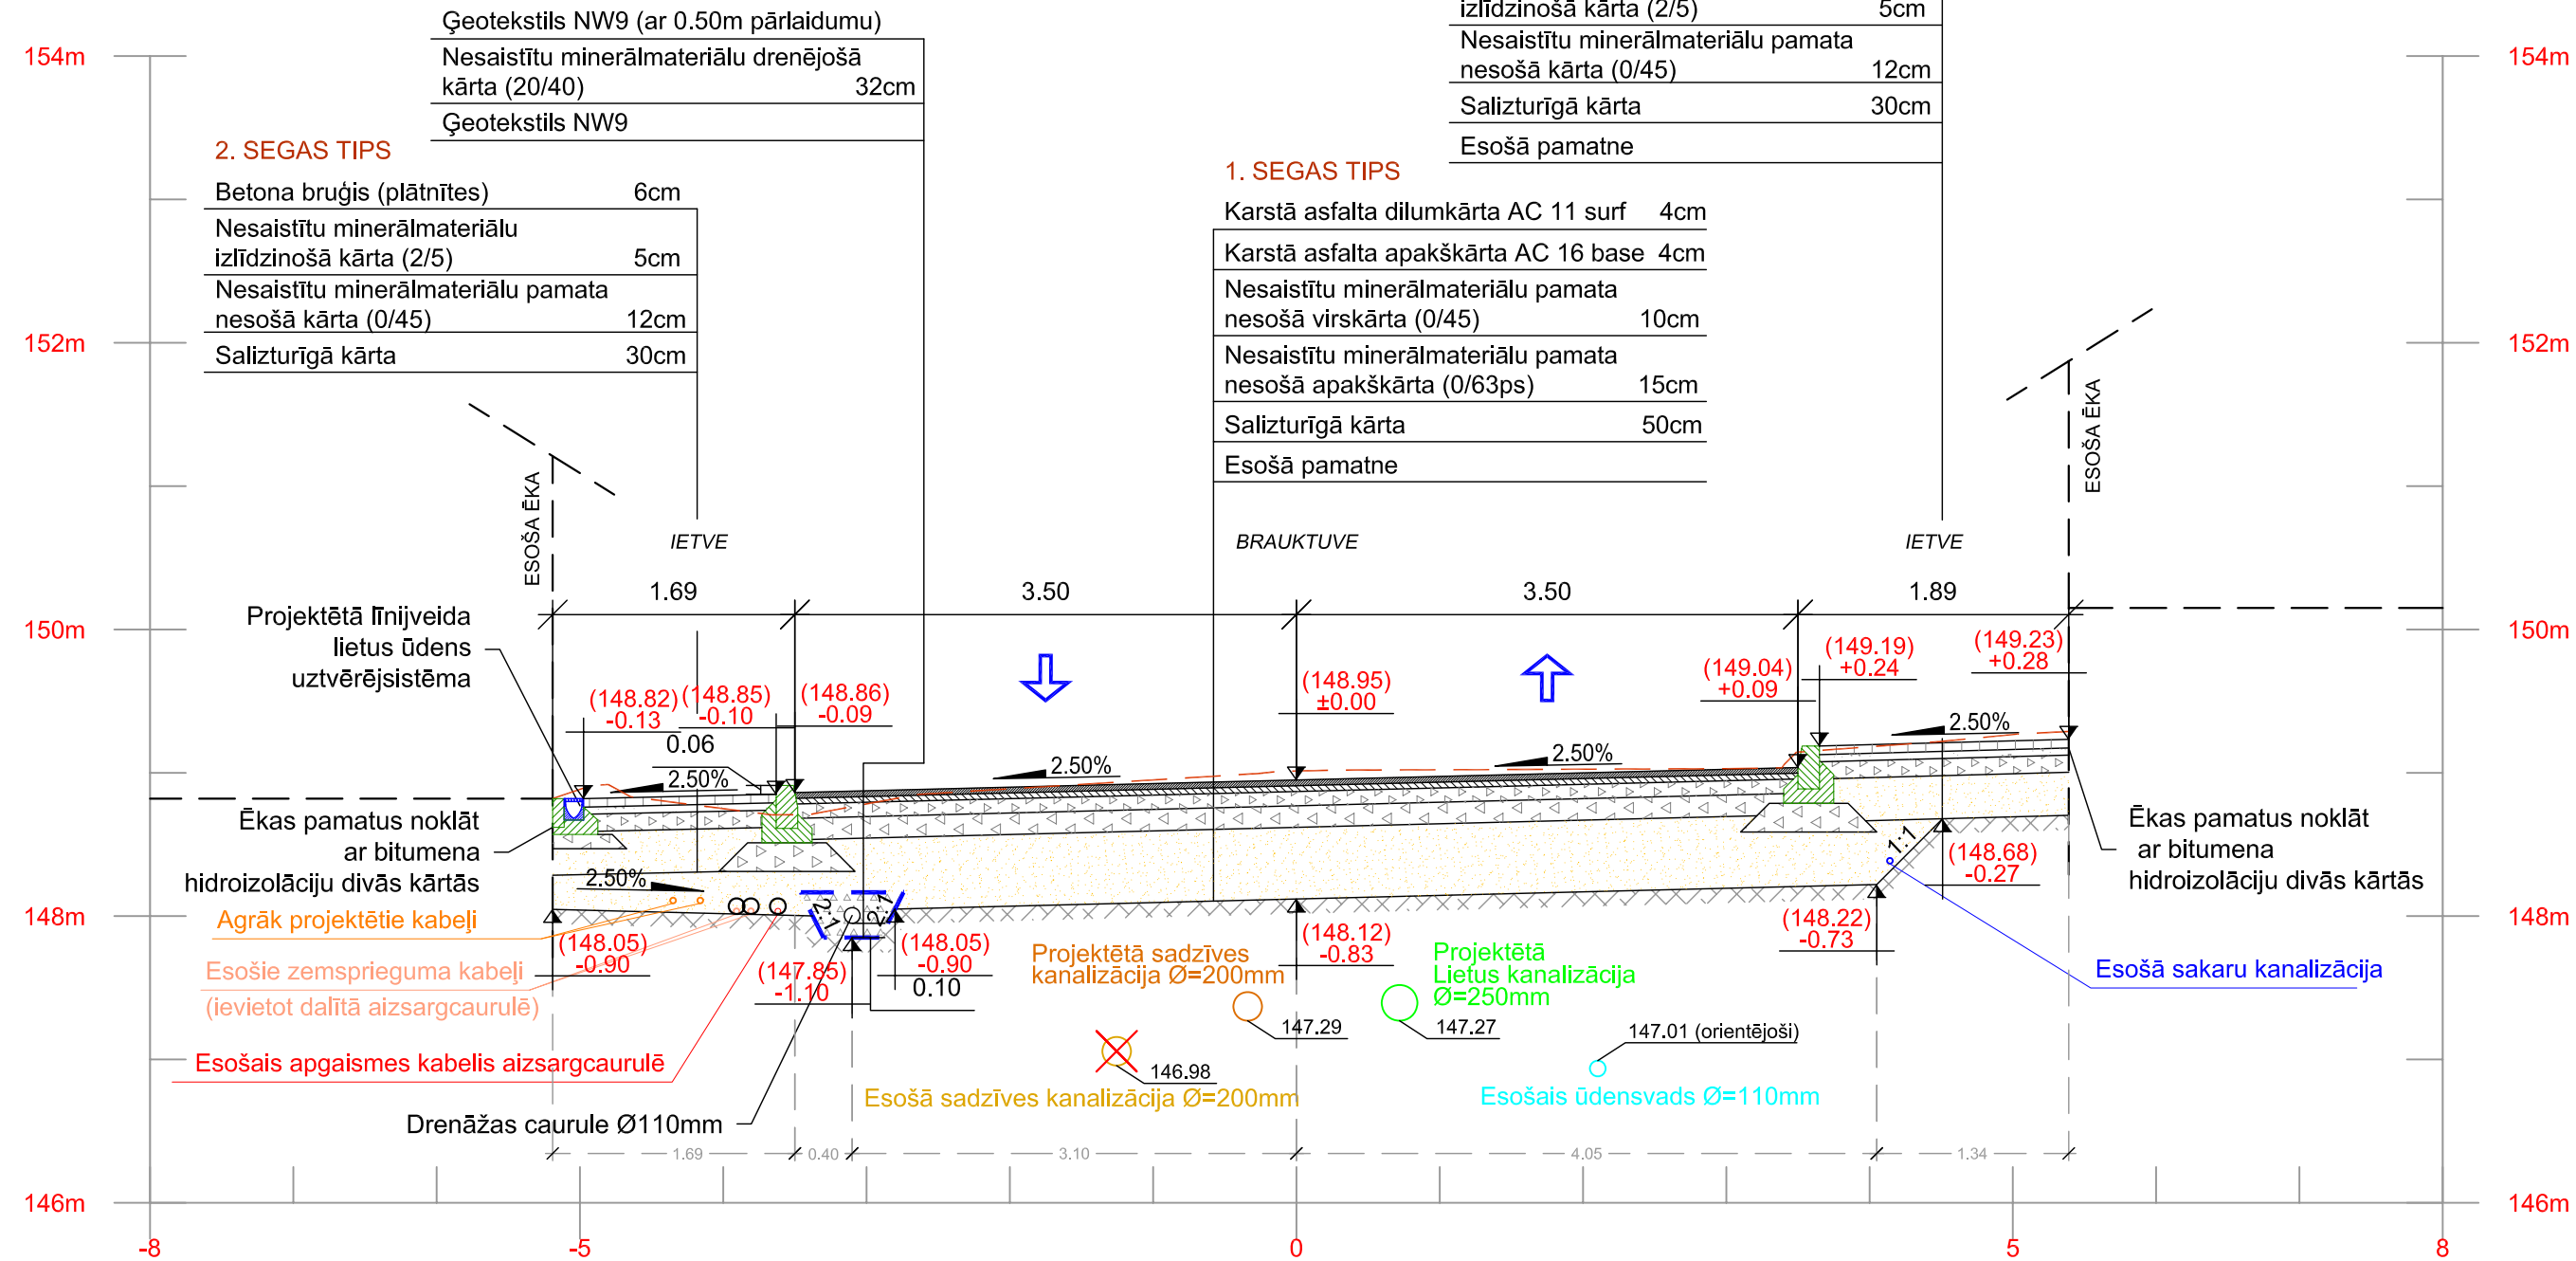 Ģeotekstils NW9 (ar 0.50m pārlaidumu)
Nesaistītu minerālmateriālu drenējošā
kārta (20/40) 32cm
Ģeotekstils NW9
izlīdzinošā kārta (2/5) 5cm
Nesaistītu minerālmateriālu pamata
nesošā kārta (0/45) 12cm
Salizturīgā kārta 30cm
Esošā pamatne
2. SEGAS TIPS
Betona bruģis (plātnītes) 6cm
Nesaistītu minerālmateriālu
izlīdzinošā kārta (2/5) 5cm
Nesaistītu minerālmateriālu pamata
nesošā kārta (0/45) 12cm
Salizturīgā kārta 30cm
1. SEGAS TIPS
Karstā asfalta dilumkārta AC 11 surf 4cm
Karstā asfalta apakškārta AC 16 base 4cm
Nesaistītu minerālmateriālu pamata
nesošā virskārta (0/45) 10cm
Nesaistītu minerālmateriālu pamata
nesošā apakškārta (0/63ps) 15cm
Salizturīgā kārta 50cm
Esošā pamatne
154m 154m
152m 152m
150m 150m
148m 148m
146m 146m
ESOŠA ĒKA
ESOŠA ĒKA
IETVE BRAUKTUVE IETVE
1.69 3.50 3.50 1.89
Projektētā līnijveida
lietus ūdens
uztvērējsistēma
(148.82)
-0.13
(148.85)
-0.10
(148.86)
-0.09
(148.95)
±0.00
(149.04)
+0.09
(149.19)
+0.24
(149.23)
+0.28
0.06
2.50% 2.50% 2.50% 2.50%
2.50%
Ēkas pamatus noklāt
ar bitumena
hidroizolāciju divās kārtās
Ēkas pamatus noklāt
ar bitumena
hidroizolāciju divās kārtās
2:1 2:1 1:1
Agrāk projektētie kabeļi
Esošie zemsprieguma kabeļi
(ievietot dalītā aizsargcaurulē)
Esošais apgaismes kabelis aizsargcaurulē
Drenāžas caurule Ø110mm
(148.05)
-0.90
(147.85)
-1.10
(148.05)
-0.90
0.10
(148.12)
-0.83
(148.22)
-0.73
(148.68)
-0.27
Projektētā sadzīves
kanalizācija Ø=200mm
147.29
Projektētā
Lietus kanalizācija
Ø=250mm
147.27
146.98
Esošā sadzīves kanalizācija Ø=200mm
147.01 (orientējoši)
Esošais ūdensvads Ø=110mm
Esošā sakaru kanalizācija
1.69 0.40 3.10 4.05 1.34
-8 -5 0 5 8